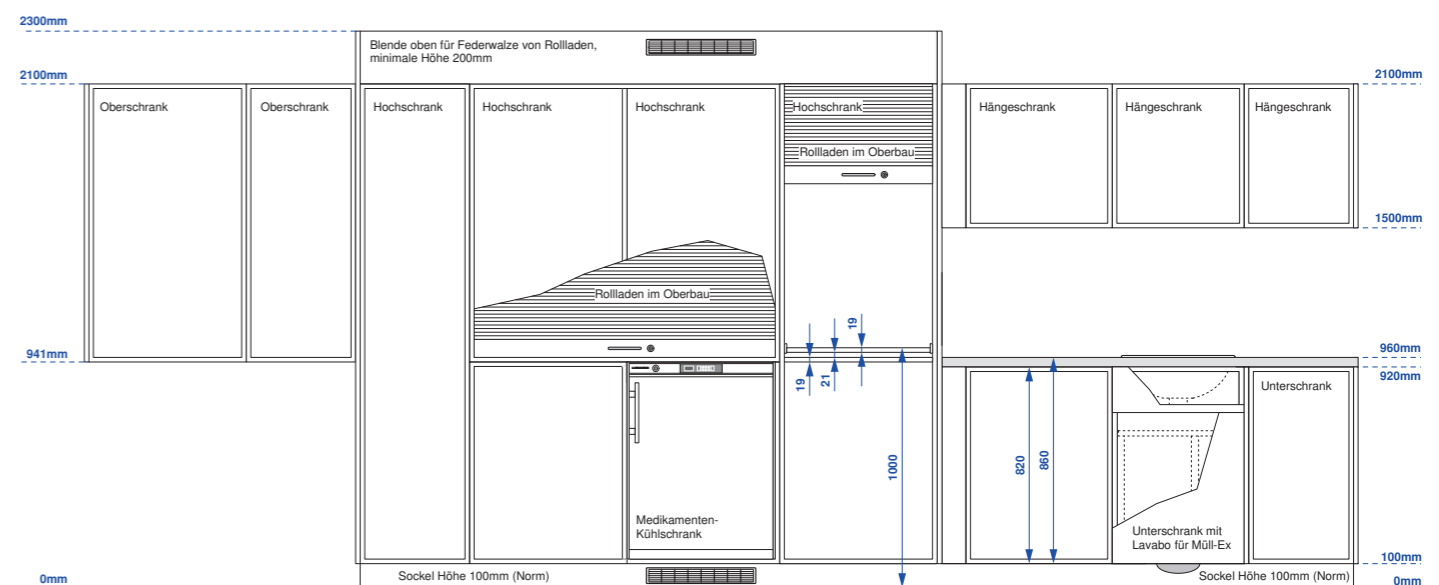 2300mm
Blende oben für Federwalze von Rollladen,
minimale Höhe 200mm
2100mm
2100mm
Oberschrank
Oberschrank
Hochschrank
Hochschrank
Hochschrank
Hochschrank
Hängeschrank
Hängeschrank
Hängeschrank
Rollladen im Oberbau
1500mm
Rollladen im Oberbau
19
941mm
960mm
19
21
920mm
Unterschrank
1000
820
860
Medikamenten-
Kühlschrank
Unterschrank mit
Lavabo für Müll-Ex
100mm
0mm
Sockel Höhe 100mm (Norm)
Sockel Höhe 100mm (Norm)
0mm